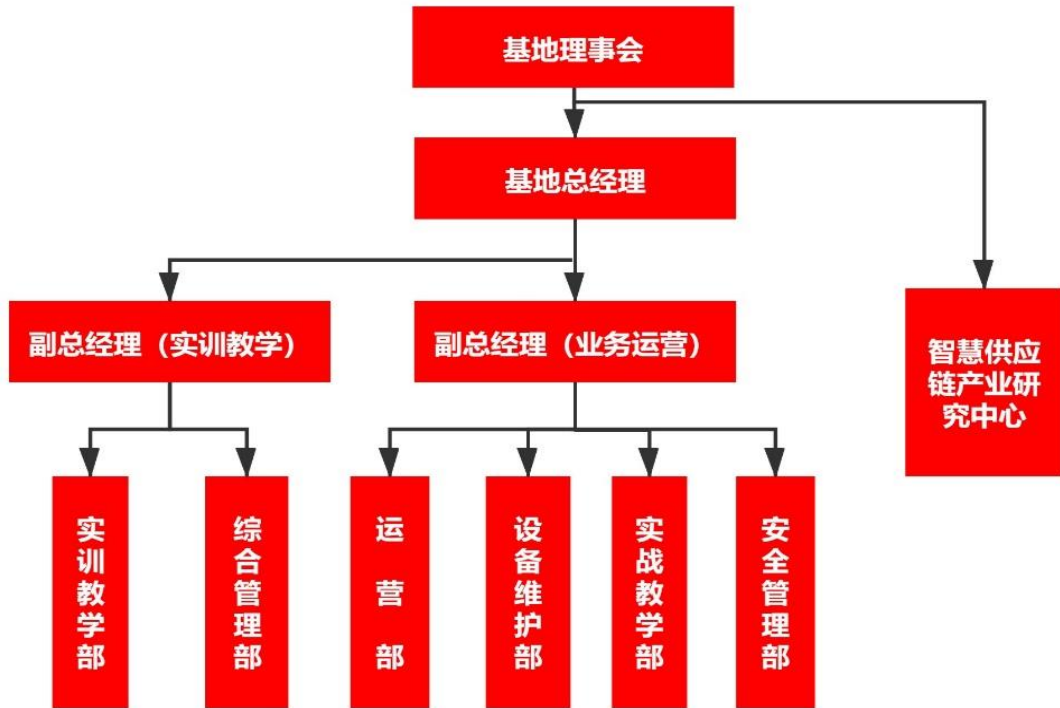 基地理事会
基地总经理
副总经理（实训教学）
副总经理（业务运营）
智慧供应
链产业研
究中心
实训教学部
综合管理部
运营部
设备维护部
实战教学部
安全管理部